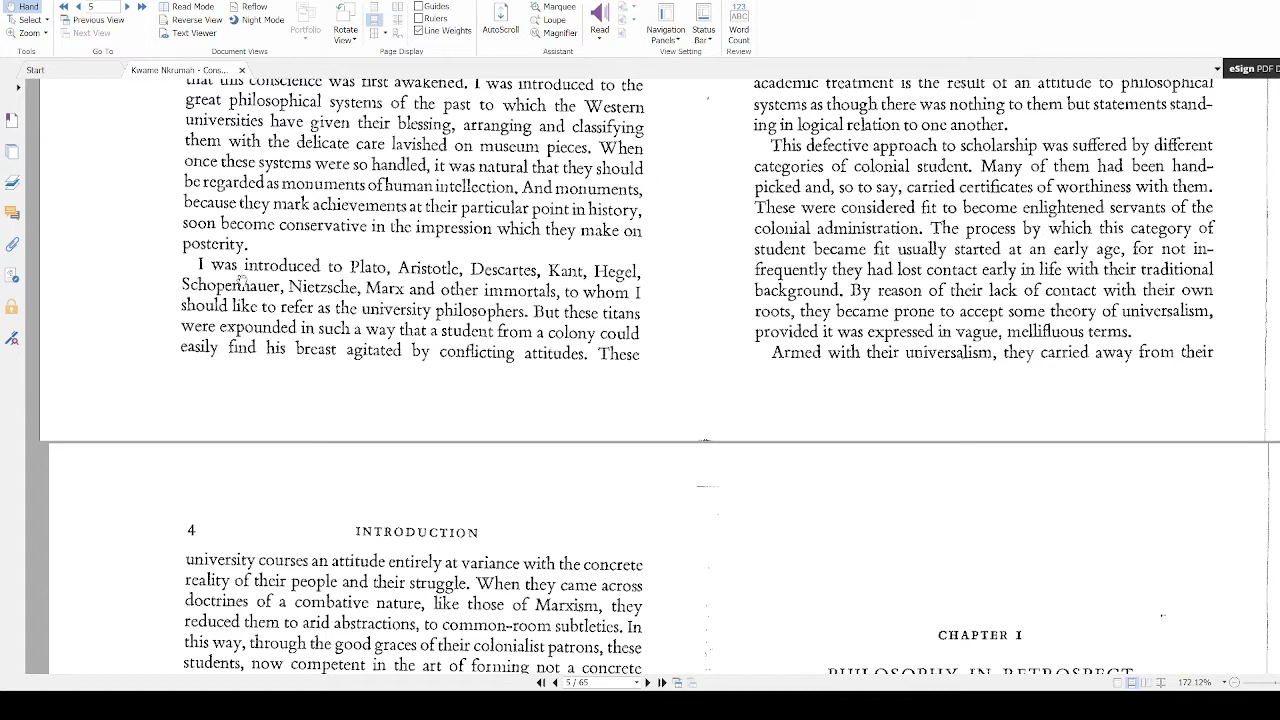 Hand
5
Read Mode
Reflow
Guides
Marquee
123
ABC
Select
Previous View
Reverse View
Night Mode
Rulers
Loupe
Zoom
Next View
Text Viewer
Portfolio
Rotate
View
Line Weights
AutoScroll
Magnifier
Read
Navigation
Panels
Status
Bar
Word
Count
Tools
Go To
Document Views
Page Display
Assistant
View Setting
Review
Start
Kwame Nkrumah - Cons...
eSign PDF D
that this conscience was first awakened. I was introduced to the
great philosophical systems of the past to which the Western
universities have given their blessing, arranging and classifying
them with the delicate care lavished on museum pieces. When
once these systems were so handled, it was natural that they should
be regarded as monuments of human intellection. And monuments,
because they mark achievements at their particular point in history,
soon become conservative in the impression which they make on
posterity.
I was introduced to Plato, Aristotle, Descartes, Kant, Hegel,
Schopenhauer, Nietzsche, Marx and other immortals, to whom I
should like to refer as the university philosophers. But these titans
were expounded in such a way that a student from a colony could
easily find his breast agitated by conflicting attitudes. These
academic treatment is the result of an attitude to philosophical
systems as though there was nothing to them but statements stand-
ing in logical relation to one another.
This defective approach to scholarship was suffered by different
categories of colonial student. Many of them had been hand-
picked and, so to say, carried certificates of worthiness with them.
These were considered fit to become enlightened servants of the
colonial administration. The process by which this category of
student became fit usually started at an early age, for not in-
frequently they had lost contact early in life with their traditional
background. By reason of their lack of contact with their own
roots, they became prone to accept some theory of universalism,
provided it was expressed in vague, mellifluous terms.
Armed with their universalism, they carried away from their
4
INTRODUCTION
university courses an attitude entirely at variance with the concrete
reality of their people and their struggle. When they came across
doctrines of a combative nature, like those of Marxism, they
reduced them to arid abstractions, to common-room subtleties. In
this way, through the good graces of their colonialist patrons, these
students, now competent in the art of forming not a concrete
CHAPTER I
PHILOSOPHY IN RETROSPECT
5 / 65
172.12%